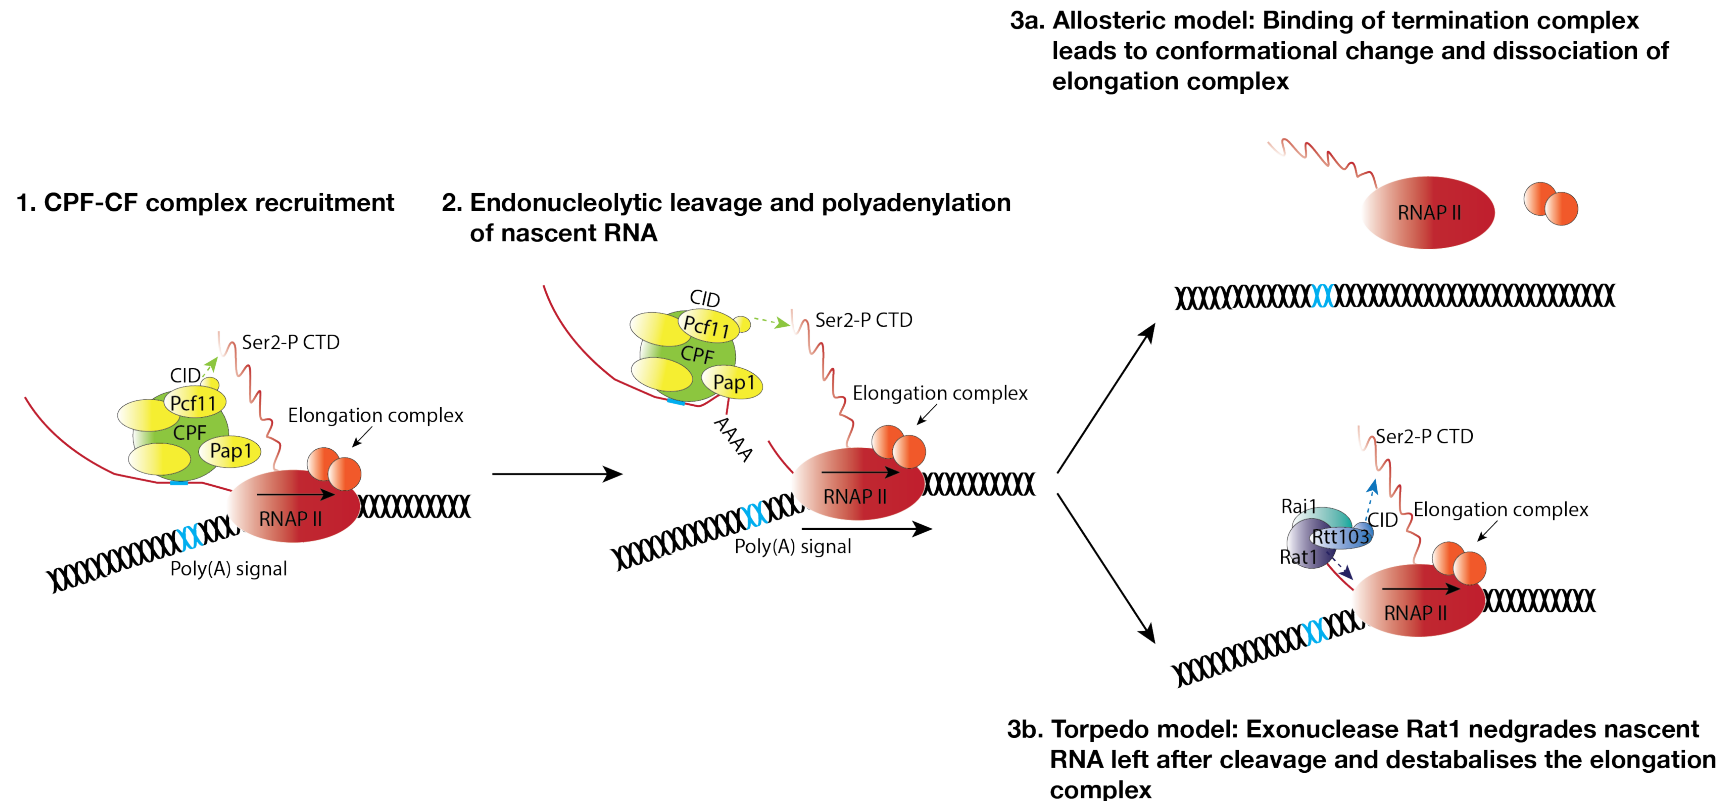 1. CPF-CF complex recruitment
CID
Ser2-P CTD
Pcf11
CPF
Pap1
Elongation complex
RNAP II
Poly(A) signal
2. Endonucleolytic leavage and polyadenylation
of nascent RNA
CID
Pcf11
CPF
Pap1
AAAA
Ser2-P CTD
Elongation complex
RNAP II
Poly(A) signal
3a. Allosteric model: Binding of termination complex
leads to conformational change and dissociation of
elongation complex
RNAP II
Ser2-P CTD
Rai1
CID
Rtt103
Rat1
Elongation complex
RNAP II
3b. Torpedo model: Exonuclease Rat1 nedgrades nascent
RNA left after cleavage and destabalises the elongation
complex